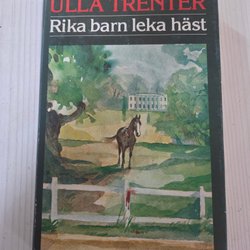 ULLA TRENTER
Rika barn leka häst